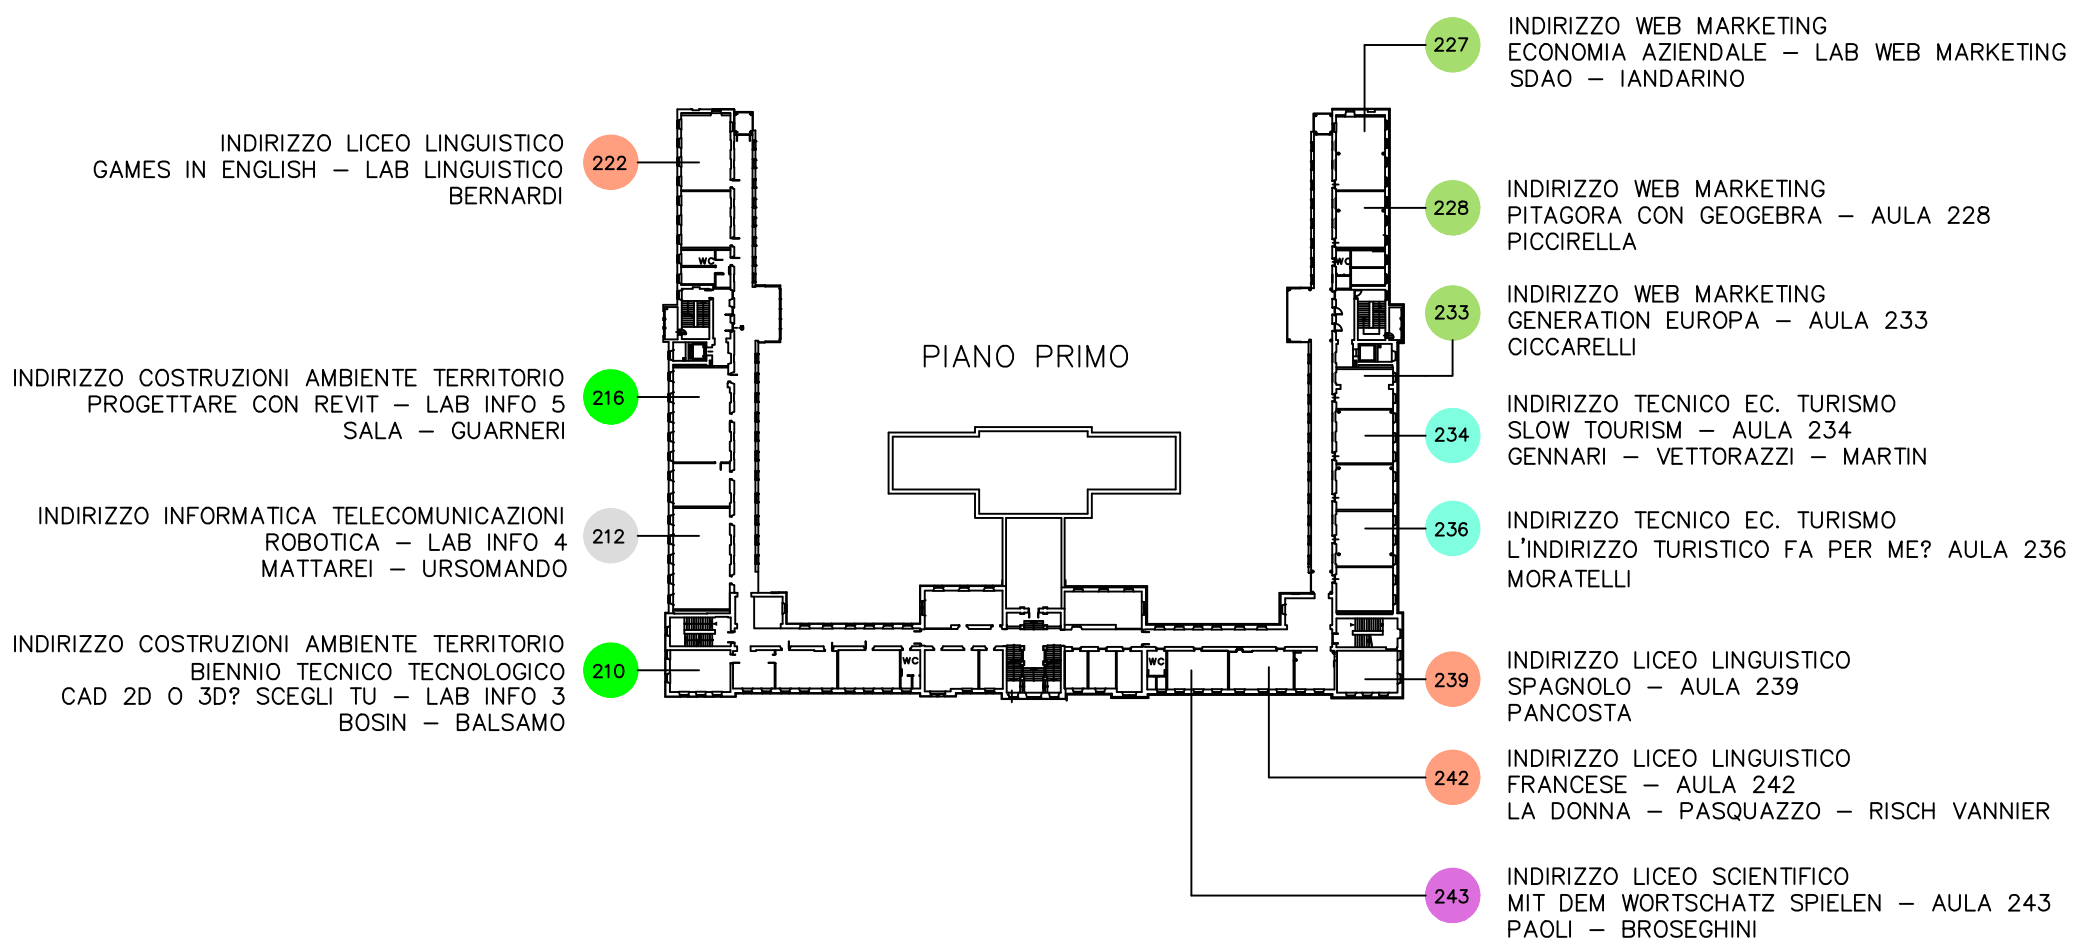 INDIRIZZO LICEO LINGUISTICO
GAMES IN ENGLISH – LAB LINGUISTICO
BERNARDI
222
INDIRIZZO COSTRUZIONI AMBIENTE TERRITORIO
PROGETTARE CON REVIT – LAB INFO 5
SALA – GUARNERI
216
INDIRIZZO INFORMATICA TELECOMUNICAZIONI
ROBOTICA – LAB INFO 4
MATTAREI – URSOMANDO
212
INDIRIZZO COSTRUZIONI AMBIENTE TERRITORIO
BIENNIO TECNICO TECNOLOGICO
CAD 2D O 3D? SCEGLI TU – LAB INFO 3
BOSIN – BALSAMO
210
WC
WC
PIANO PRIMO
WC
WC
227
INDIRIZZO WEB MARKETING
ECONOMIA AZIENDALE – LAB WEB MARKETING
SDAO – IANDARINO
228
INDIRIZZO WEB MARKETING
PITAGORA CON GEOGEBRA – AULA 228
PICCIRELLA
233
INDIRIZZO WEB MARKETING
GENERATION EUROPA – AULA 233
CICCARELLI
234
INDIRIZZO TECNICO EC. TURISMO
SLOW TOURISM – AULA 234
GENNARI – VETTORAZZI – MARTIN
236
INDIRIZZO TECNICO EC. TURISMO
L'INDIRIZZO TURISTICO FA PER ME? AULA 236
MORATELLI
239
INDIRIZZO LICEO LINGUISTICO
SPAGNOLO – AULA 239
PANCOSTA
242
INDIRIZZO LICEO LINGUISTICO
FRANCESE – AULA 242
LA DONNA – PASQUAZZO – RISCH VANNIER
243
INDIRIZZO LICEO SCIENTIFICO
MIT DEM WORTSCHATZ SPIELEN – AULA 243
PAOLI – BROSEGHINI